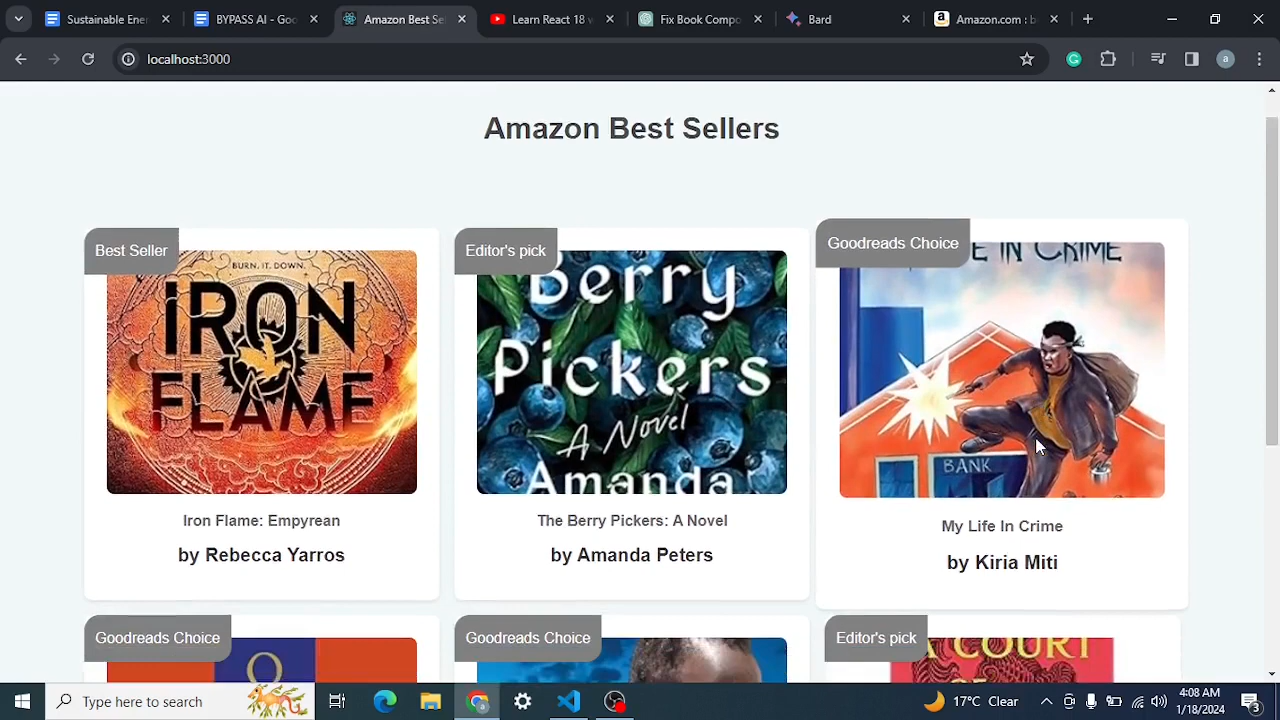 Sustainable Ener
BYPASS AI - Goo
Amazon Best Sel
Learn React 18 w
Fix Book Compo
Bard
Amazon.com : b
localhost:3000
a
Amazon Best Sellers
Best Seller
BURN. IT. DOWN.
IRON
FLAME
Iron Flame: Empyrean
by Rebecca Yarros
Editor's pick
Berry
Pickers
A Novel
Amanda
The Berry Pickers: A Novel
by Amanda Peters
Goodreads Choice
E IN CRIME
BANK
My Life In Crime
by Kiria Miti
Goodreads Choice
Goodreads Choice
Editor's pick
A COURT
Type here to search
17°C Clear
4:08 AM
1/18/2024
3